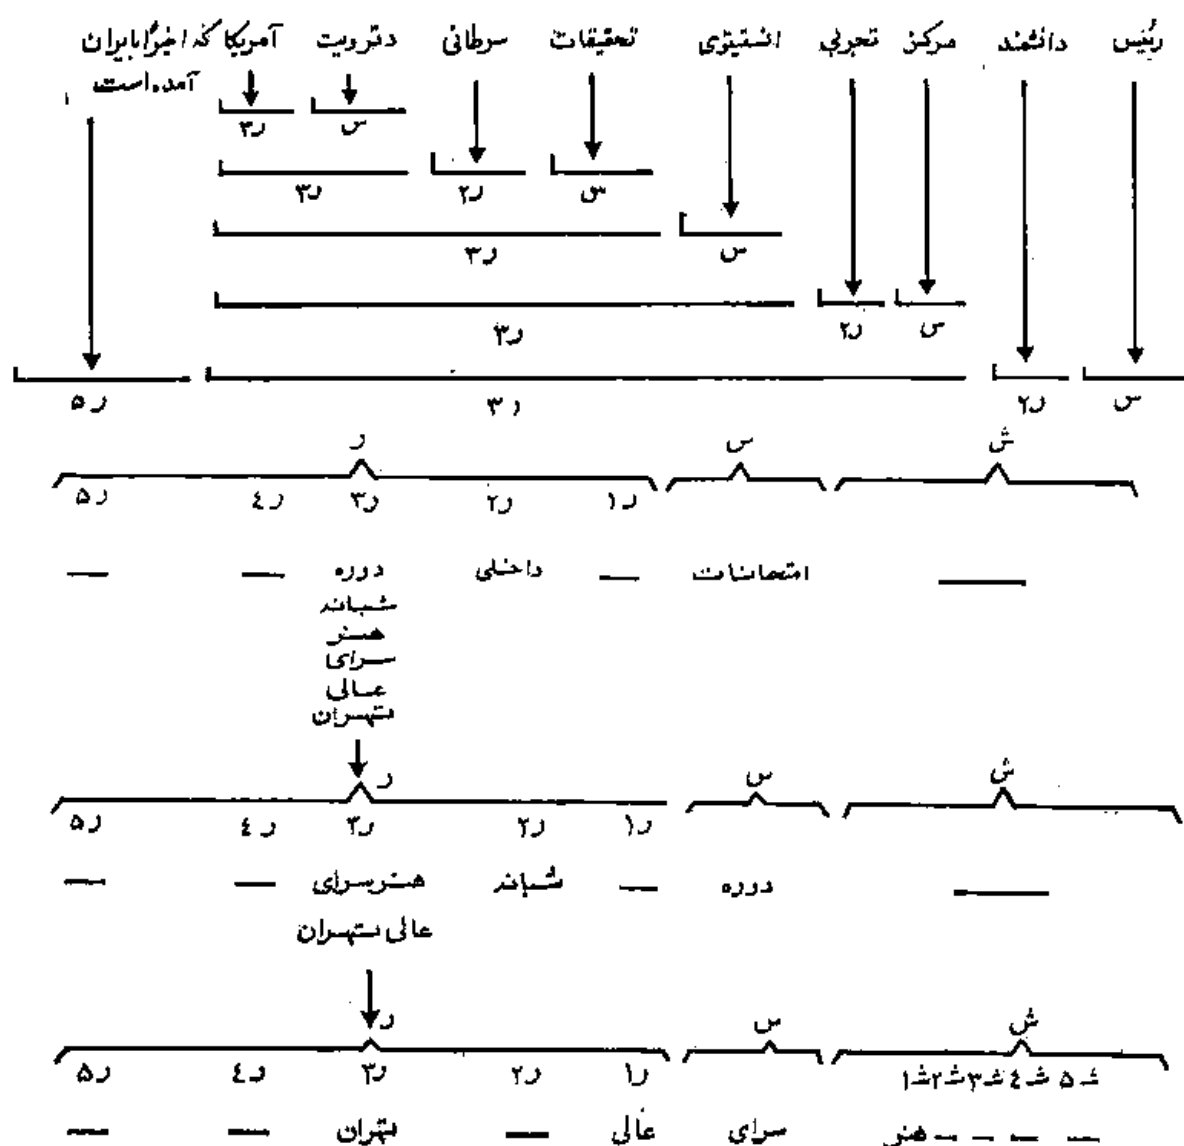 رئیس دانشمند مرکز تجربی انستیتوی تحقیقات سرطانی دترویت آمریکا که اخیراً بایران
آمده است
س ر۳
س ر۲ ر۳
س ر۳
س ر۲ ر۳
س ر۲ ر۳ ر۵
ش س ر
ر۱ ر۲ ر۳ ر۴ ر۵
— امتحانات — داخلی دوره — —
شبانه
هنر
سرای
عالی
تهران
ش س ر
ر۱ ر۲ ر۳ ر۴ ر۵
— دوره — شبانه هنرسرای — —
عالی تهران
ش س ر
ش۵ ش۴ ش۳ ش۲ ش۱ ر۱ ر۲ ر۳ ر۴ ر۵
— — — — هنر سرای عالی — تهران — —